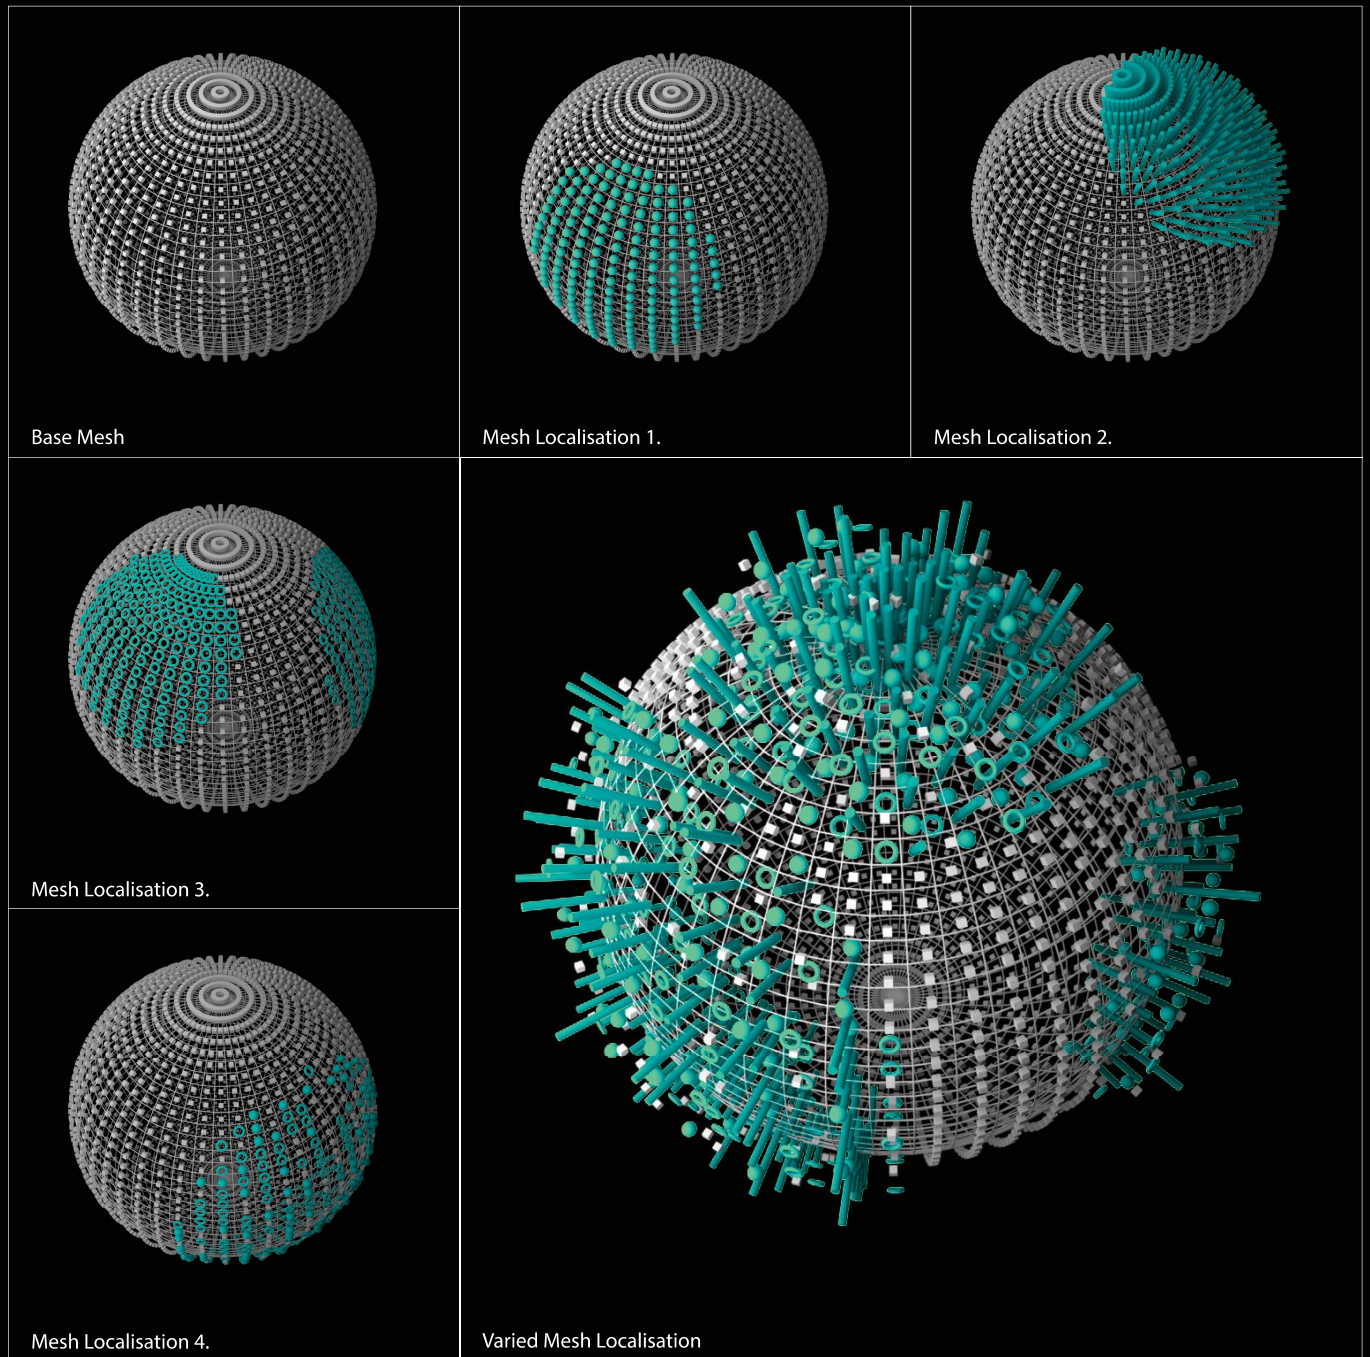 Base Mesh
Mesh Localisation 1.
Mesh Localisation 2.
Mesh Localisation 3.
Mesh Localisation 4.
Varied Mesh Localisation